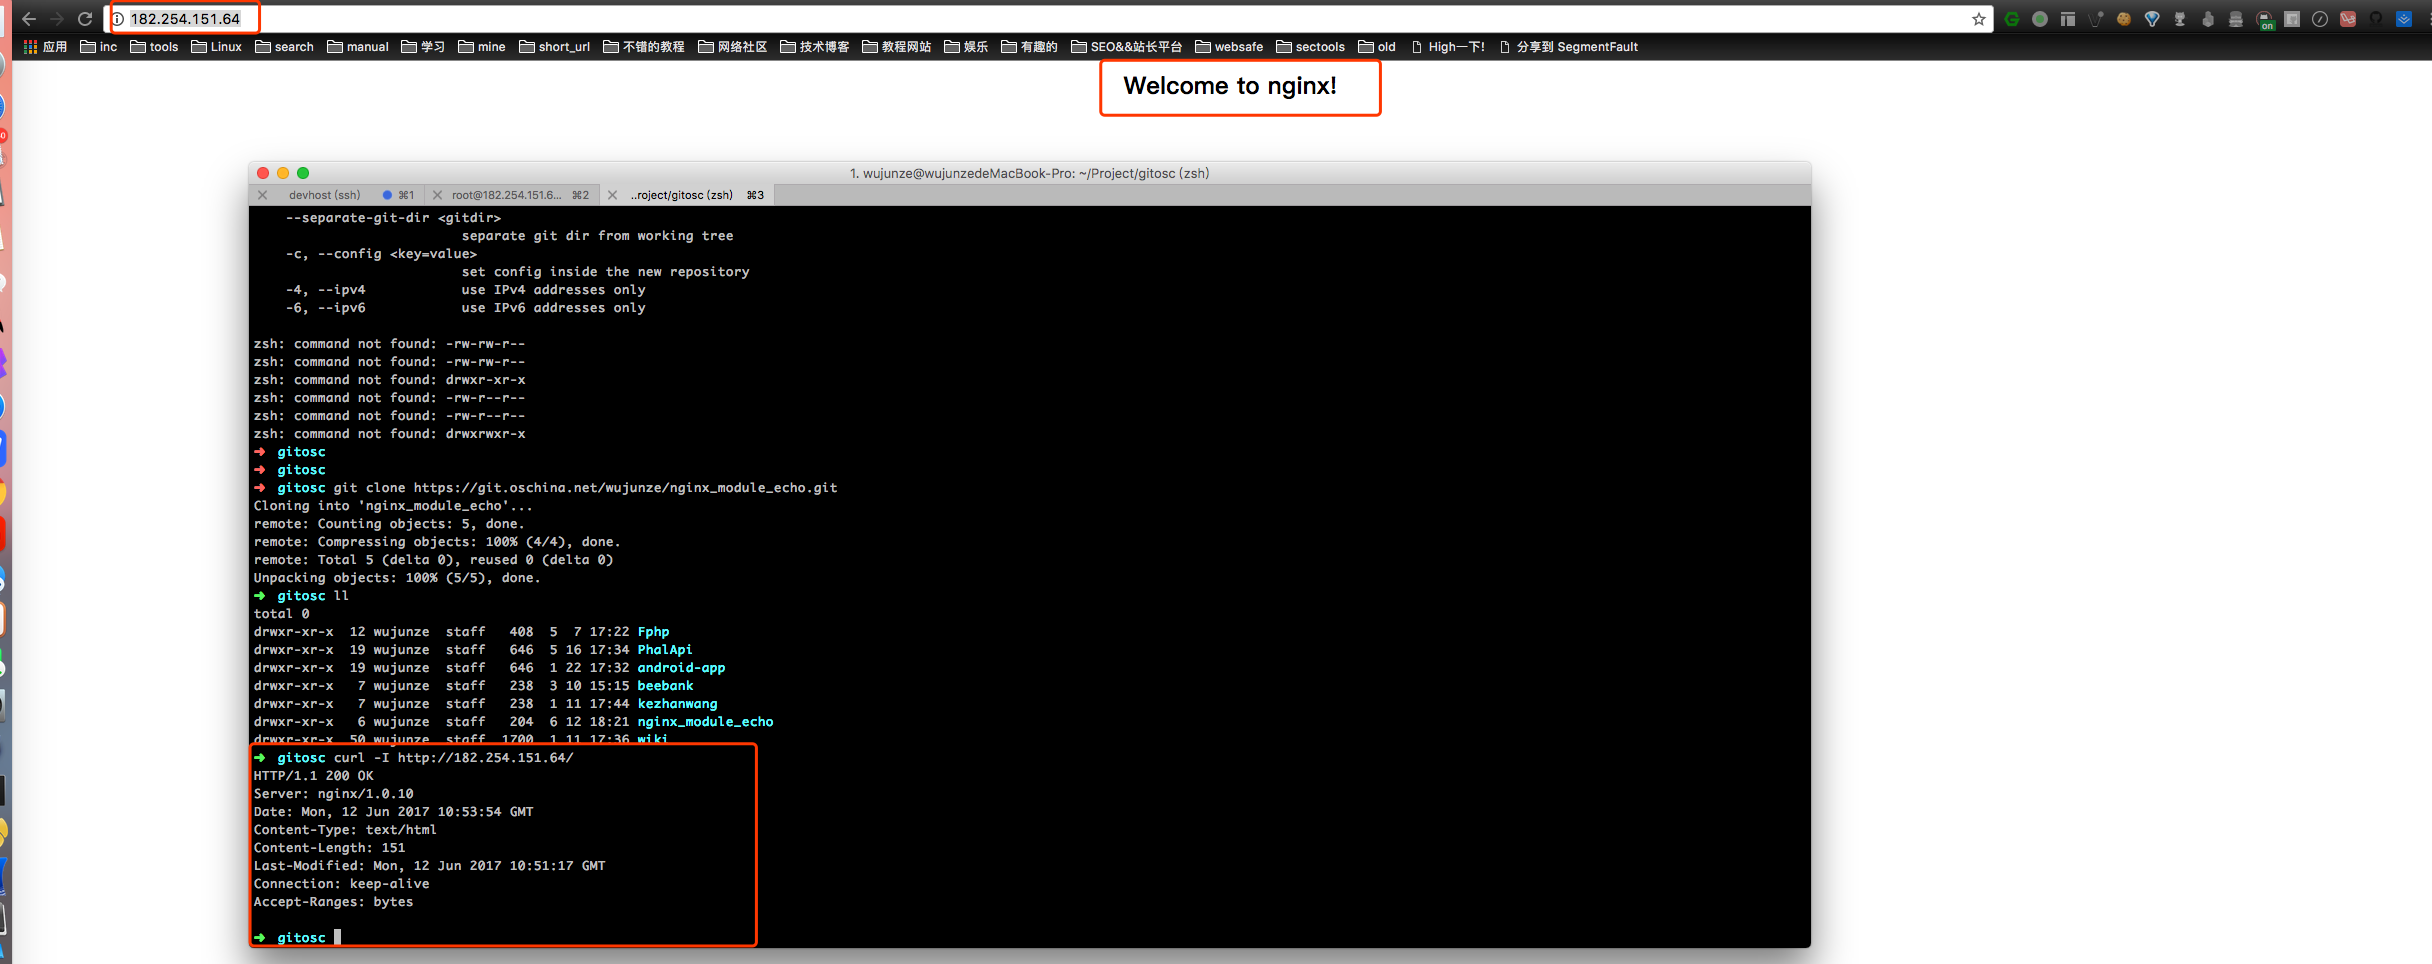 182.254.151.64
应用 inc tools Linux search manual 学习 mine short_url 不错的教程 网络社区 技术博客 教程网站 娱乐 有趣的 SEO&&站长平台 websafe sectools old High一下! 分享到 SegmentFault
on
Welcome to nginx!
1. wujunze@wujunzedeMacBook-Pro: ~/Project/gitosc (zsh)
devhost (ssh) ⌘1 root@182.254.151.6... ⌘2 ..roject/gitosc (zsh) ⌘3
--separate-git-dir <gitdir>
separate git dir from working tree
-c, --config <key=value>
set config inside the new repository
-4, --ipv4 use IPv4 addresses only
-6, --ipv6 use IPv6 addresses only
zsh: command not found: -rw-rw-r--
zsh: command not found: -rw-rw-r--
zsh: command not found: drwxr-xr-x
zsh: command not found: -rw-r--r--
zsh: command not found: -rw-r--r--
zsh: command not found: drwxrwxr-x
➜ gitosc
➜ gitosc
➜ gitosc git clone https://git.oschina.net/wujunze/nginx_module_echo.git
Cloning into 'nginx_module_echo'...
remote: Counting objects: 5, done.
remote: Compressing objects: 100% (4/4), done.
remote: Total 5 (delta 0), reused 0 (delta 0)
Unpacking objects: 100% (5/5), done.
➜ gitosc ll
total 0
drwxr-xr-x 12 wujunze staff 408 5 7 17:22 Fphp
drwxr-xr-x 19 wujunze staff 646 5 16 17:34 PhalApi
drwxr-xr-x 19 wujunze staff 646 1 22 17:32 android-app
drwxr-xr-x 7 wujunze staff 238 3 10 15:15 beebank
drwxr-xr-x 7 wujunze staff 238 1 11 17:44 kezhanwang
drwxr-xr-x 6 wujunze staff 204 6 12 18:21 nginx_module_echo
drwxr-xr-x 50 wujunze staff 1700 1 11 17:36 wiki
➜ gitosc curl -I http://182.254.151.64/
HTTP/1.1 200 OK
Server: nginx/1.0.10
Date: Mon, 12 Jun 2017 10:53:54 GMT
Content-Type: text/html
Content-Length: 151
Last-Modified: Mon, 12 Jun 2017 10:51:17 GMT
Connection: keep-alive
Accept-Ranges: bytes
➜ gitosc